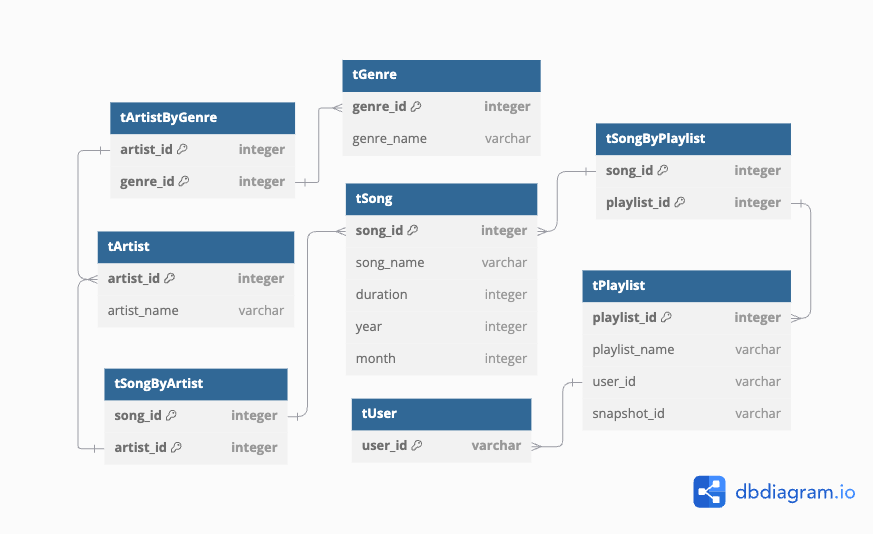 tGenre
genre_id integer
genre_name varchar
tArtistByGenre
artist_id integer
genre_id integer
tSongByPlaylist
song_id integer
playlist_id integer
tSong
song_id integer
song_name varchar
duration integer
year integer
month integer
tArtist
artist_id integer
artist_name varchar
tPlaylist
playlist_id integer
playlist_name varchar
user_id varchar
snapshot_id varchar
tSongByArtist
song_id integer
artist_id integer
tUser
user_id varchar
dbdiagram.io